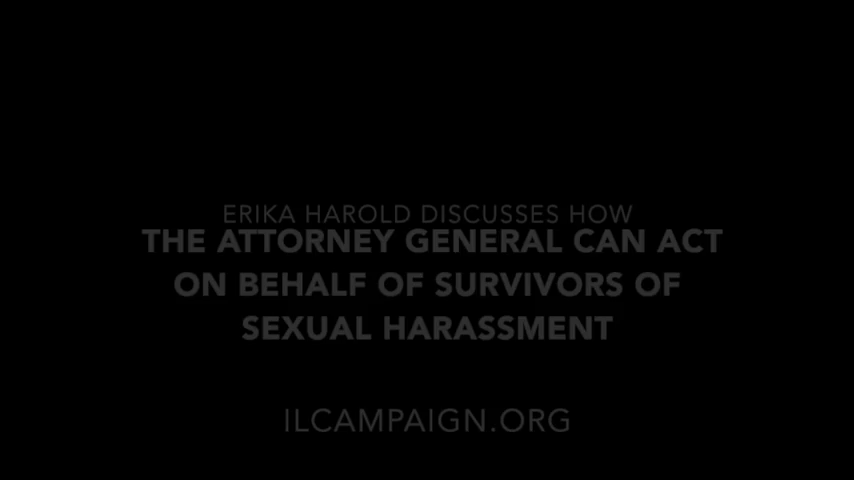 ERIKA HAROLD DISCUSSES HOW
THE ATTORNEY GENERAL CAN ACT
ON BEHALF OF SURVIVORS OF
SEXUAL HARASSMENT
ILCAMPAIGN.ORG